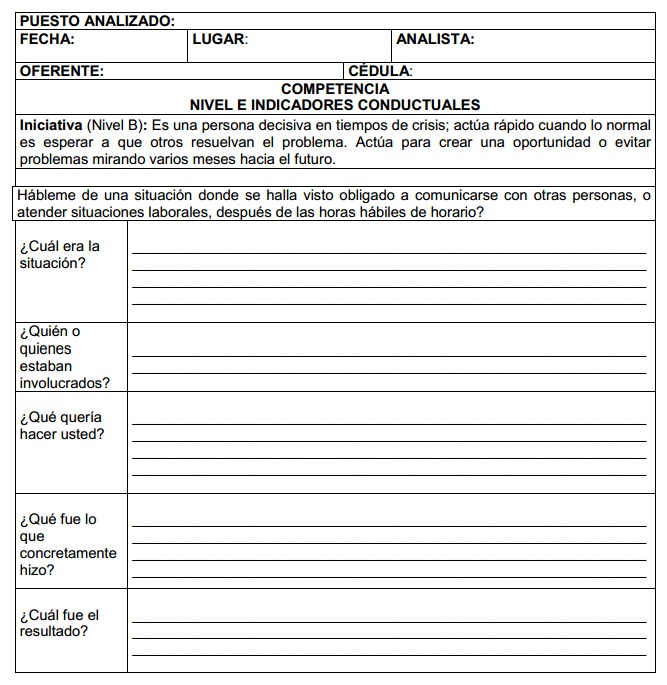 PUESTO ANALIZADO:
FECHA: LUGAR: ANALISTA:
OFERENTE: CÉDULA:
COMPETENCIA
NIVEL E INDICADORES CONDUCTUALES
Iniciativa (Nivel B): Es una persona decisiva en tiempos de crisis; actúa rápido cuando lo normal
es esperar a que otros resuelvan el problema. Actúa para crear una oportunidad o evitar
problemas mirando varios meses hacia el futuro.
Hábleme de una situación donde se halla visto obligado a comunicarse con otras personas, o
atender situaciones laborales, después de las horas hábiles de horario?
¿Cuál era la
situación?
¿Quién o
quienes
estaban
involucrados?
¿Qué quería
hacer usted?
¿Qué fue lo
que
concretamente
hizo?
¿Cuál fue el
resultado?